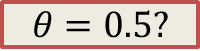 θ = 0.5?